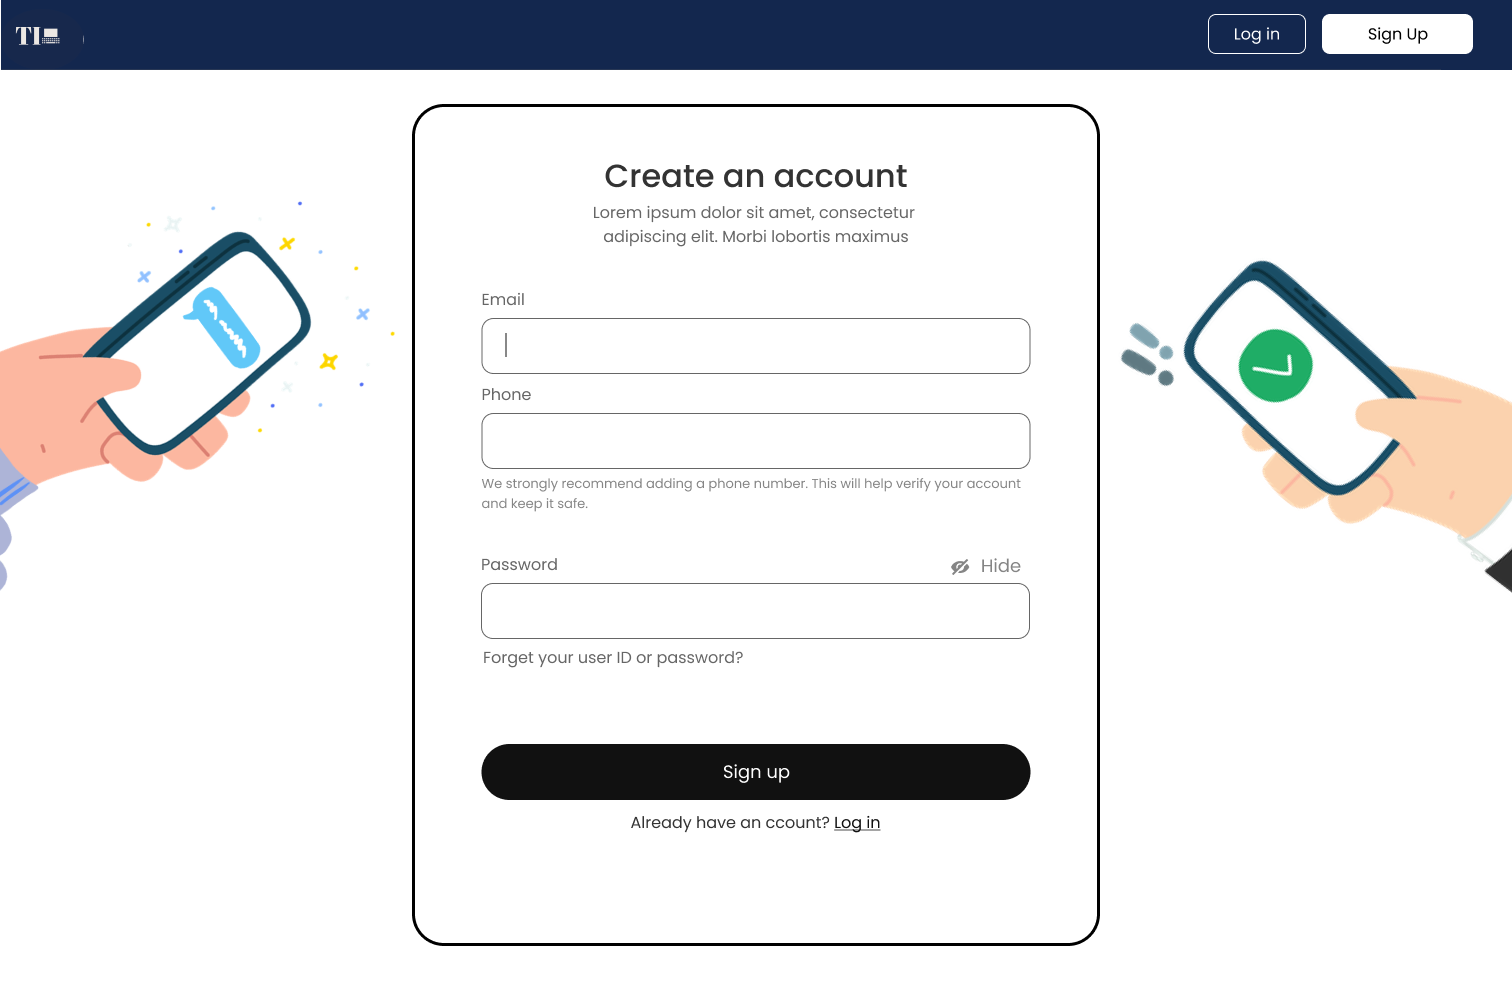 TI
Log in
Sign Up
Create an account
Lorem ipsum dolor sit amet, consectetur
adipiscing elit. Morbi lobortis maximus
Email
Phone
We strongly recommend adding a phone number. This will help verify your account
and keep it safe.
Password
Hide
Forget your user ID or password?
Sign up
Already have an ccount? Log in